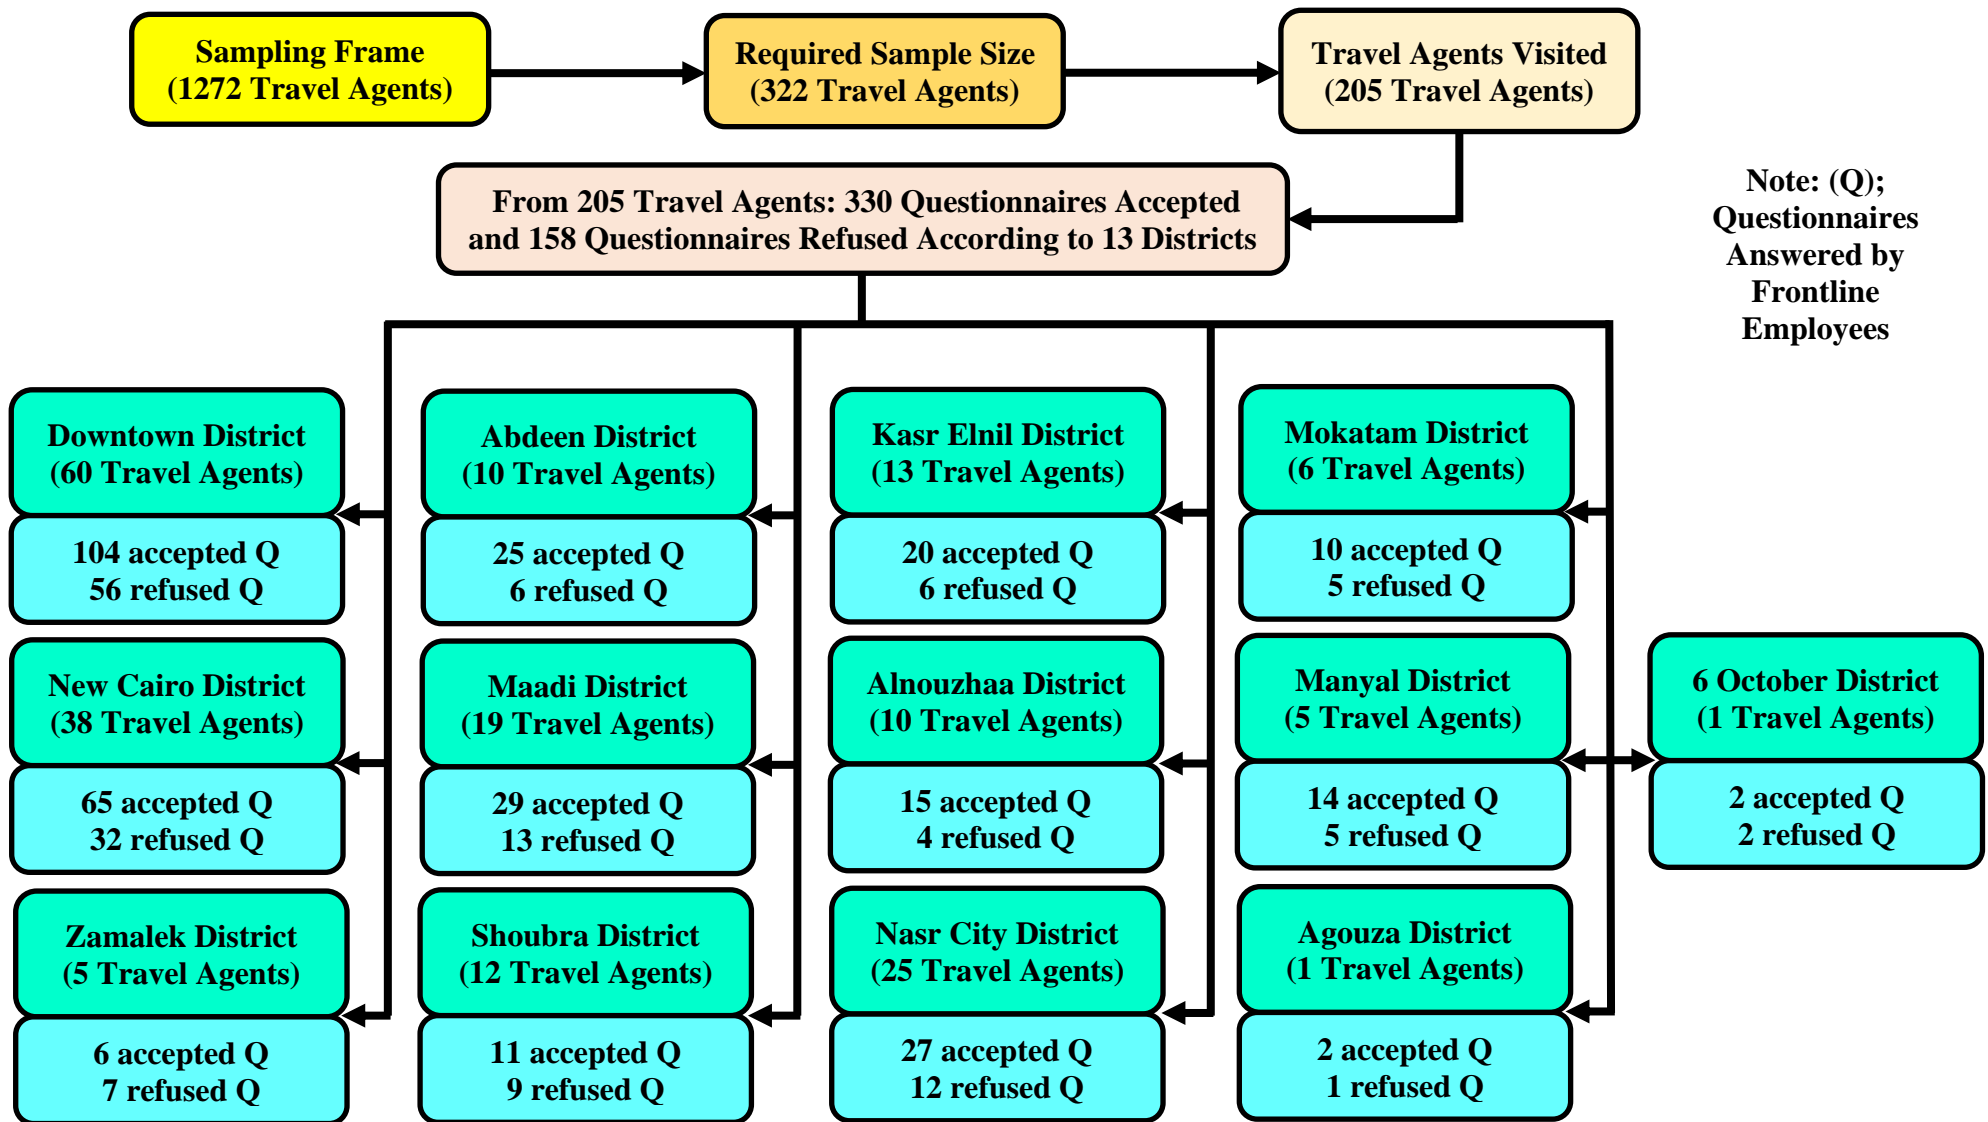 Sampling Frame
(1272 Travel Agents)
Required Sample Size
(322 Travel Agents)
Travel Agents Visited
(205 Travel Agents)
From 205 Travel Agents: 330 Questionnaires Accepted
and 158 Questionnaires Refused According to 13 Districts
Note: (Q);
Questionnaires
Answered by
Frontline
Employees
Downtown District
(60 Travel Agents)
104 accepted Q
56 refused Q
Abdeen District
(10 Travel Agents)
25 accepted Q
6 refused Q
Kasr Elnil District
(13 Travel Agents)
20 accepted Q
6 refused Q
Mokatam District
(6 Travel Agents)
10 accepted Q
5 refused Q
New Cairo District
(38 Travel Agents)
65 accepted Q
32 refused Q
Maadi District
(19 Travel Agents)
29 accepted Q
13 refused Q
Alnouzhaa District
(10 Travel Agents)
15 accepted Q
4 refused Q
Manyal District
(5 Travel Agents)
14 accepted Q
5 refused Q
6 October District
(1 Travel Agents)
2 accepted Q
2 refused Q
Zamalek District
(5 Travel Agents)
6 accepted Q
7 refused Q
Shoubra District
(12 Travel Agents)
11 accepted Q
9 refused Q
Nasr City District
(25 Travel Agents)
27 accepted Q
12 refused Q
Agouza District
(1 Travel Agents)
2 accepted Q
1 refused Q